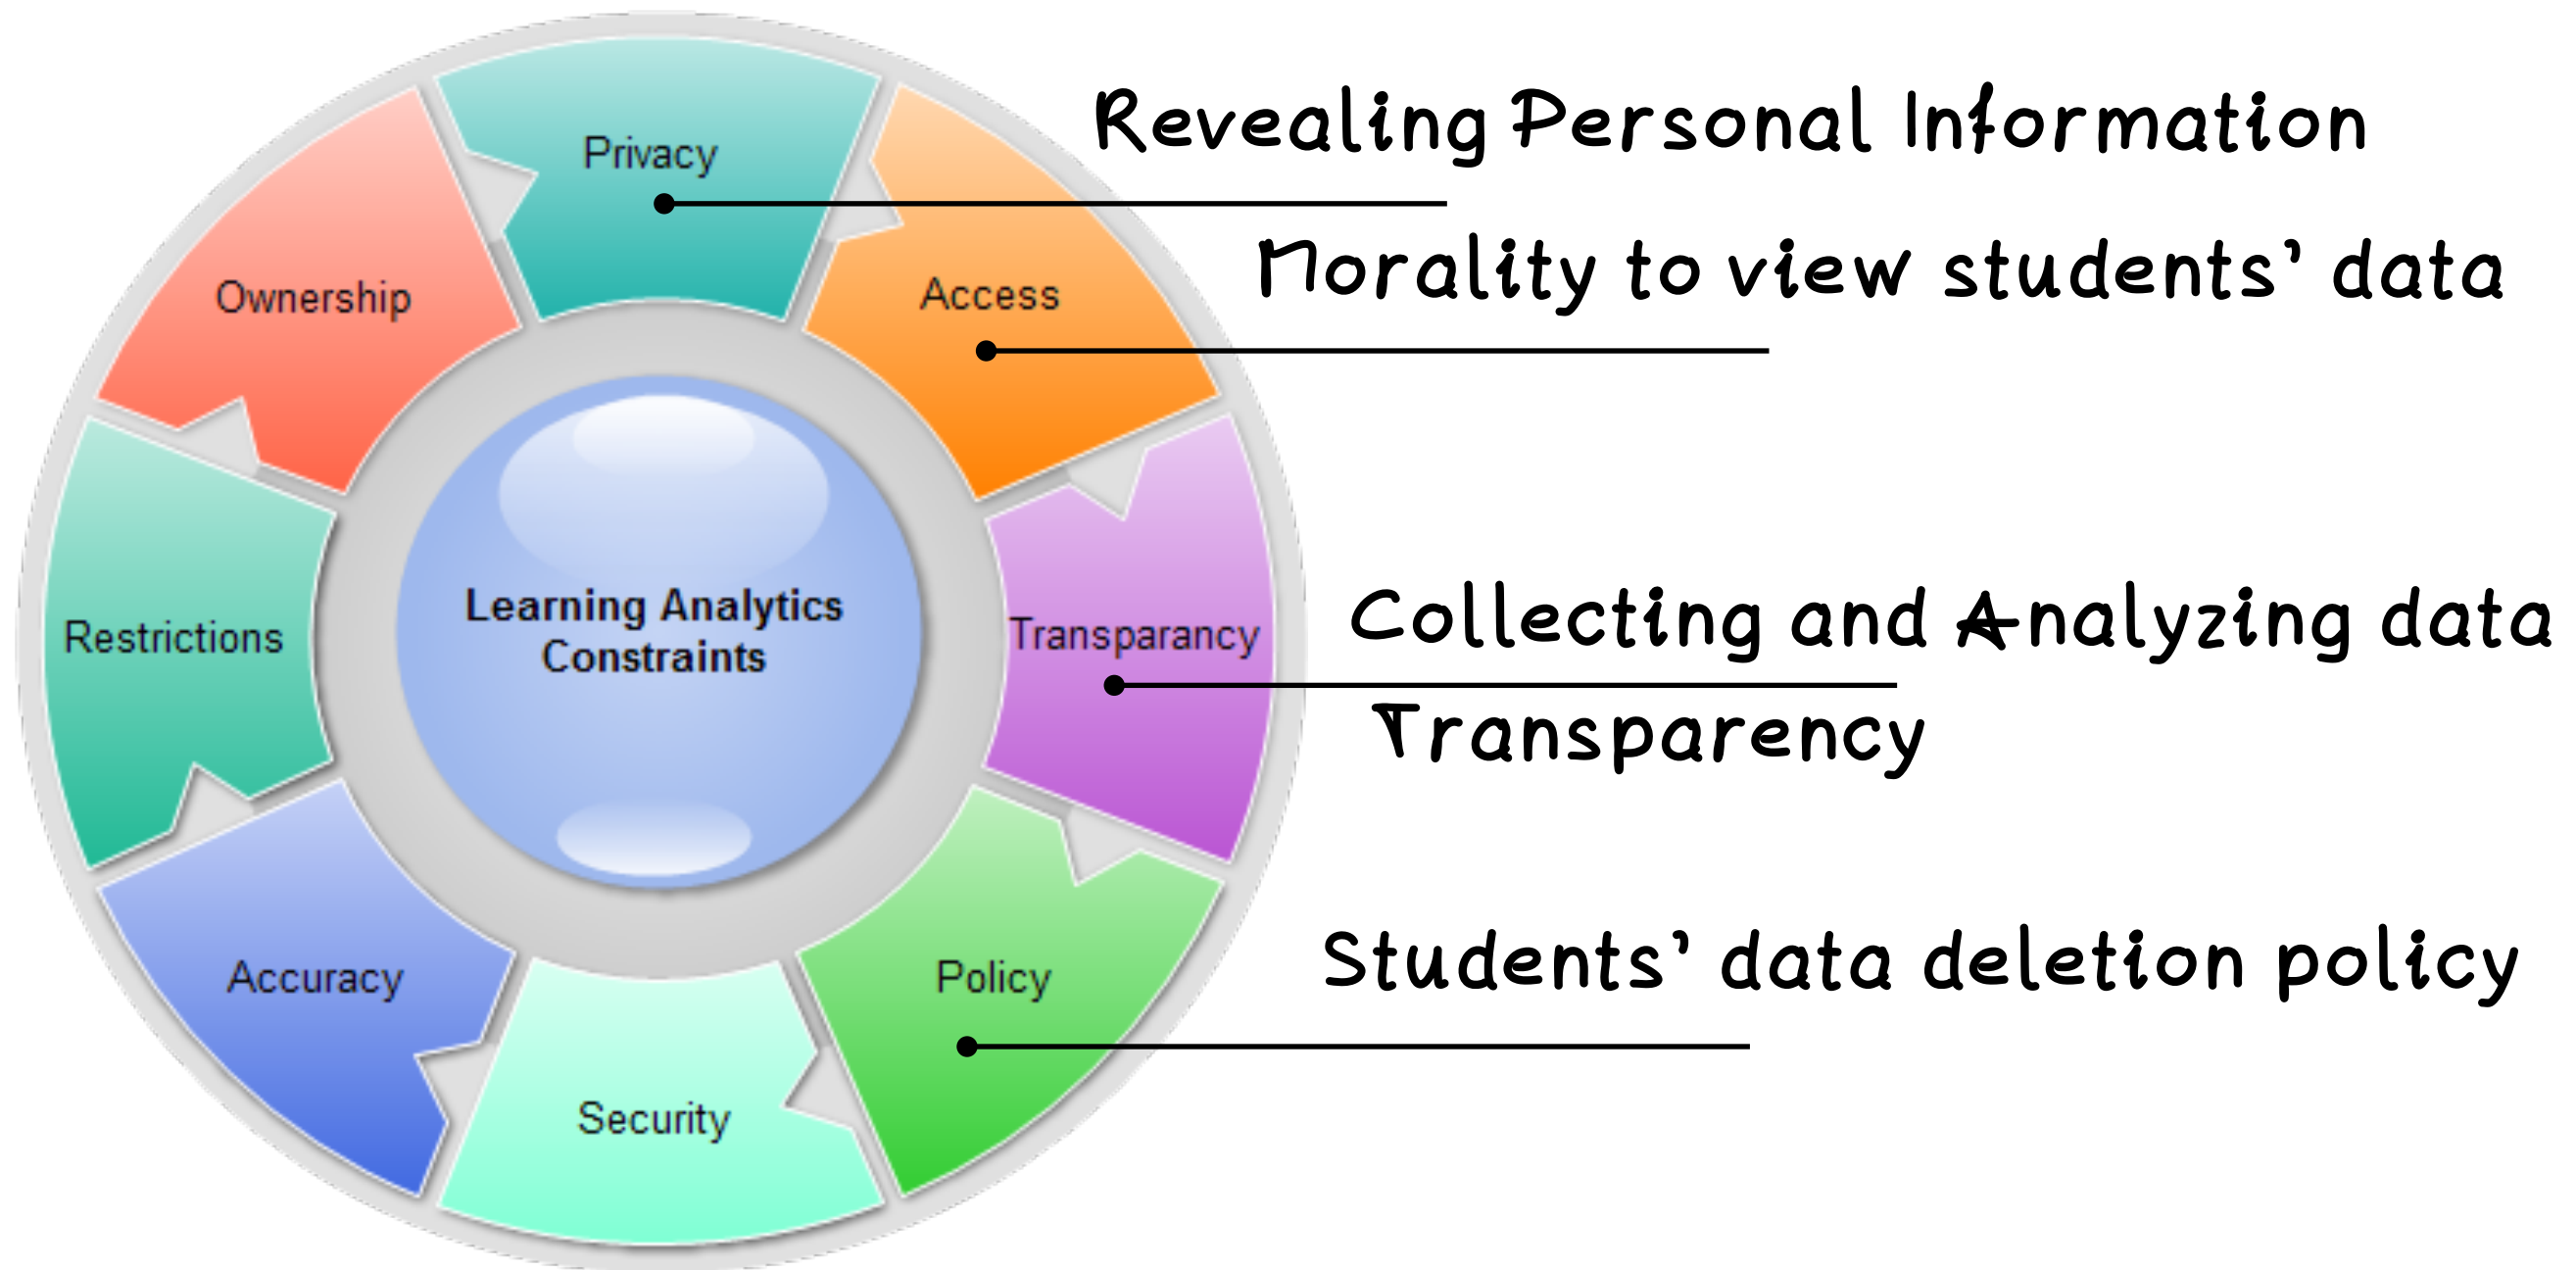 Privacy
Revealing Personal Information
Access
Morality to view students’ data
Ownership
Restrictions
Learning Analytics
Constraints
Transparancy
Collecting and Analyzing data
Transparency
Accuracy
Policy
Students’ data deletion policy
Security